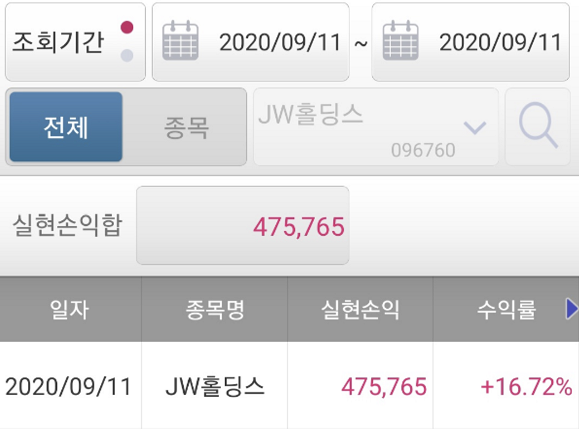 조회기간 2020/09/11 ~ 2020/09/11
전체 종목 JW홀딩스
096760
실현손익합 475,765
일자 종목명 실현손익 수익률
2020/09/11 JW홀딩스 475,765 +16.72%